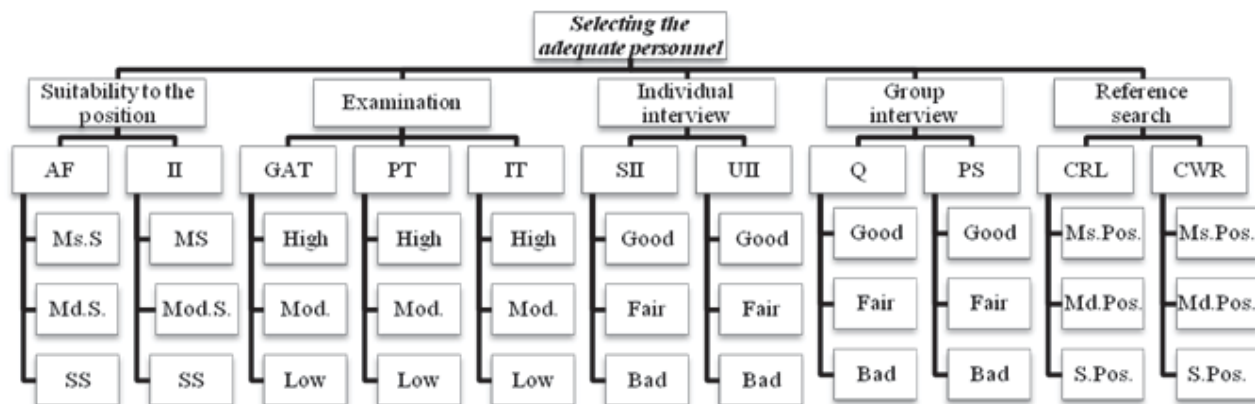 Selecting the
adequate personnel
Suitability to the
position
Examination
Individual
interview
Group
interview
Reference
search
AF
II
GAT
PT
IT
SII
UII
Q
PS
CRL
CWR
Ms.S
MS
High
High
High
Good
Good
Good
Good
Ms.Pos.
Ms.Pos.
Md.S.
Mod.S.
Mod.
Mod.
Mod.
Fair
Fair
Fair
Fair
Md.Pos.
Md.Pos.
SS
SS
Low
Low
Low
Bad
Bad
Bad
Bad
S.Pos.
S.Pos.